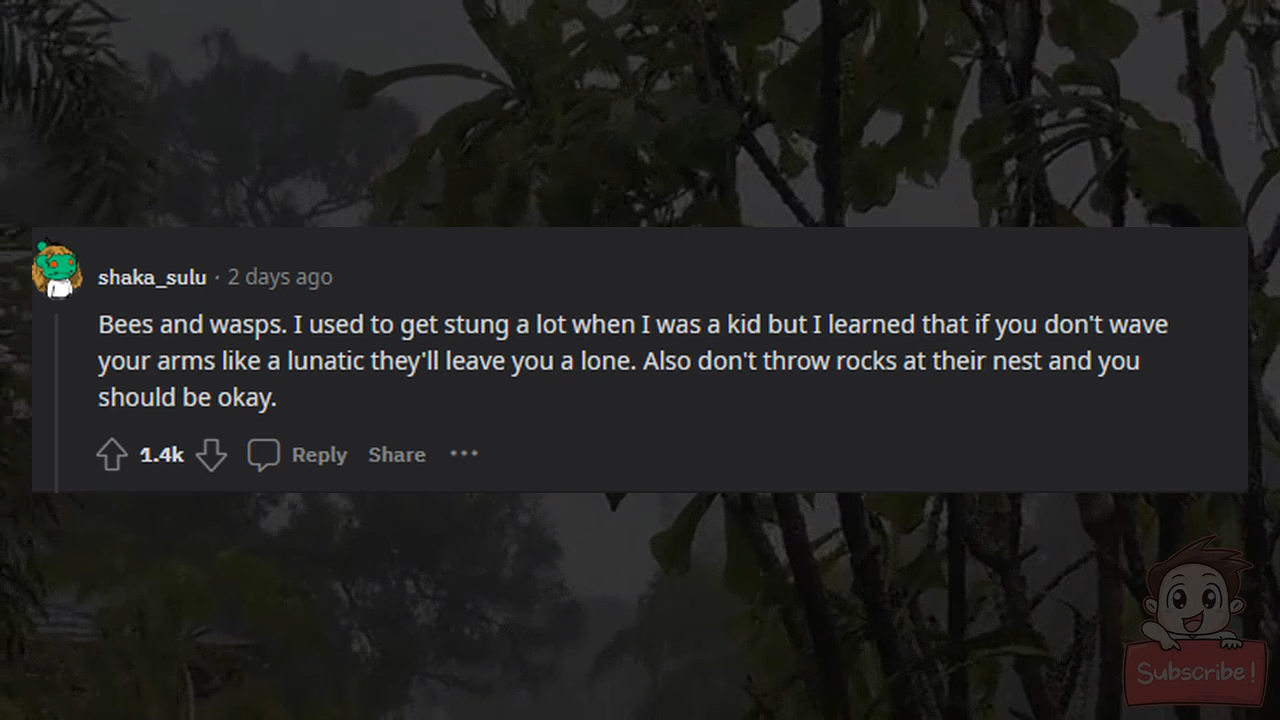 shaka_sulu · 2 days ago
Bees and wasps. I used to get stung a lot when I was a kid but I learned that if you don't wave
your arms like a lunatic they'll leave you a lone. Also don't throw rocks at their nest and you
should be okay.
1.4k Reply Share ···
Subscribe!